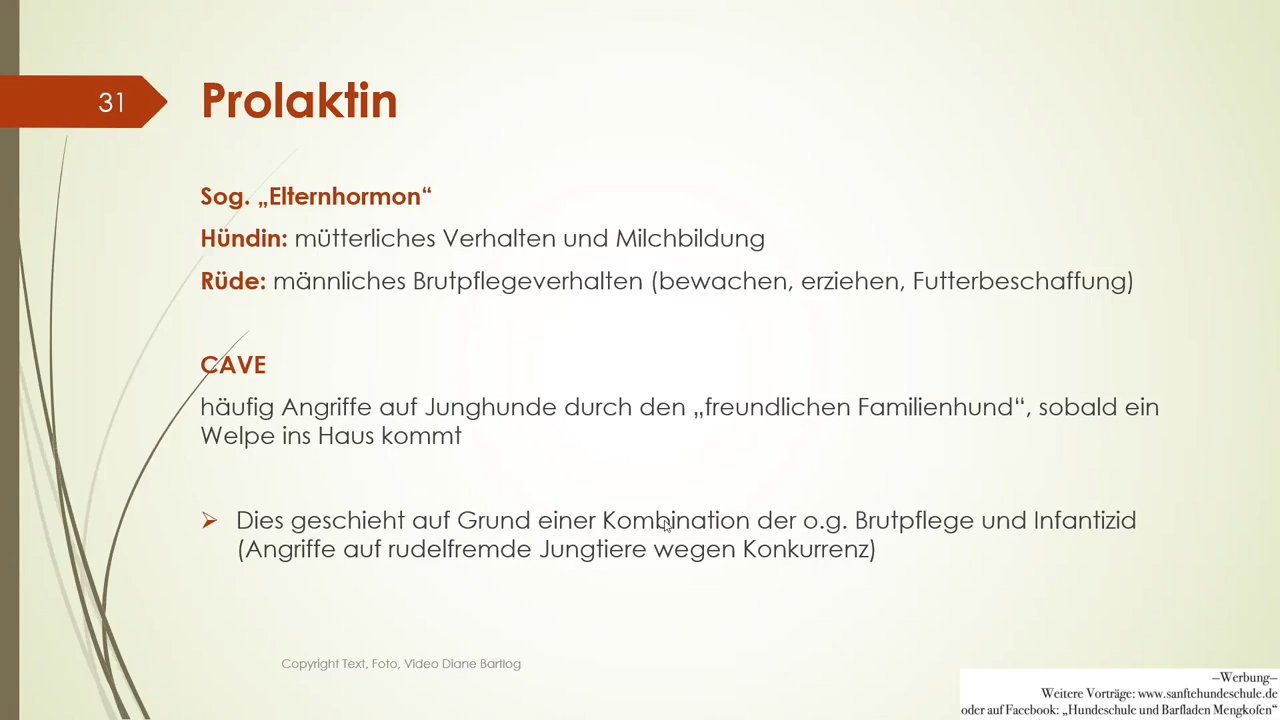 31
Prolaktin
Sog. „Elternhormon“
Hündin: mütterliches Verhalten und Milchbildung
Rüde: männliches Brutpflegeverhalten (bewachen, erziehen, Futterbeschaffung)
CAVE
häufig Angriffe auf Junghunde durch den „freundlichen Familienhund“, sobald ein
Welpe ins Haus kommt
Dies geschieht auf Grund einer Kombination der o.g. Brutpflege und Infantizid
(Angriffe auf rudelfremde Jungtiere wegen Konkurrenz)
Copyright Text, Foto, Video Diane Bartlog
—Werbung—
Weitere Vorträge: www.sanftehundeschule.de
oder auf Facebook: „Hundeschule und Barfladen Mengkofen“